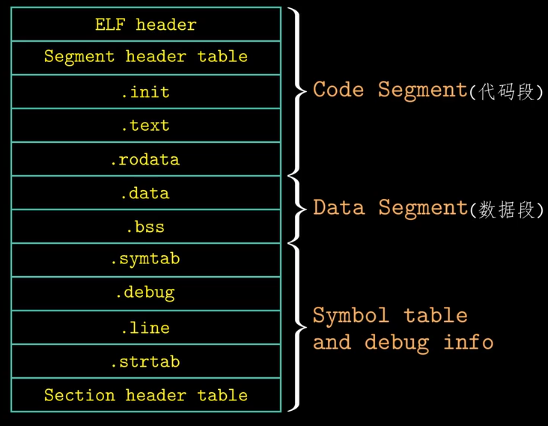 ELF header
Segment header table
.init
.text
.rodata
.data
.bss
.symtab
.debug
.line
.strtab
Section header table
Code Segment(代码段)
Data Segment(数据段)
Symbol table
and debug info